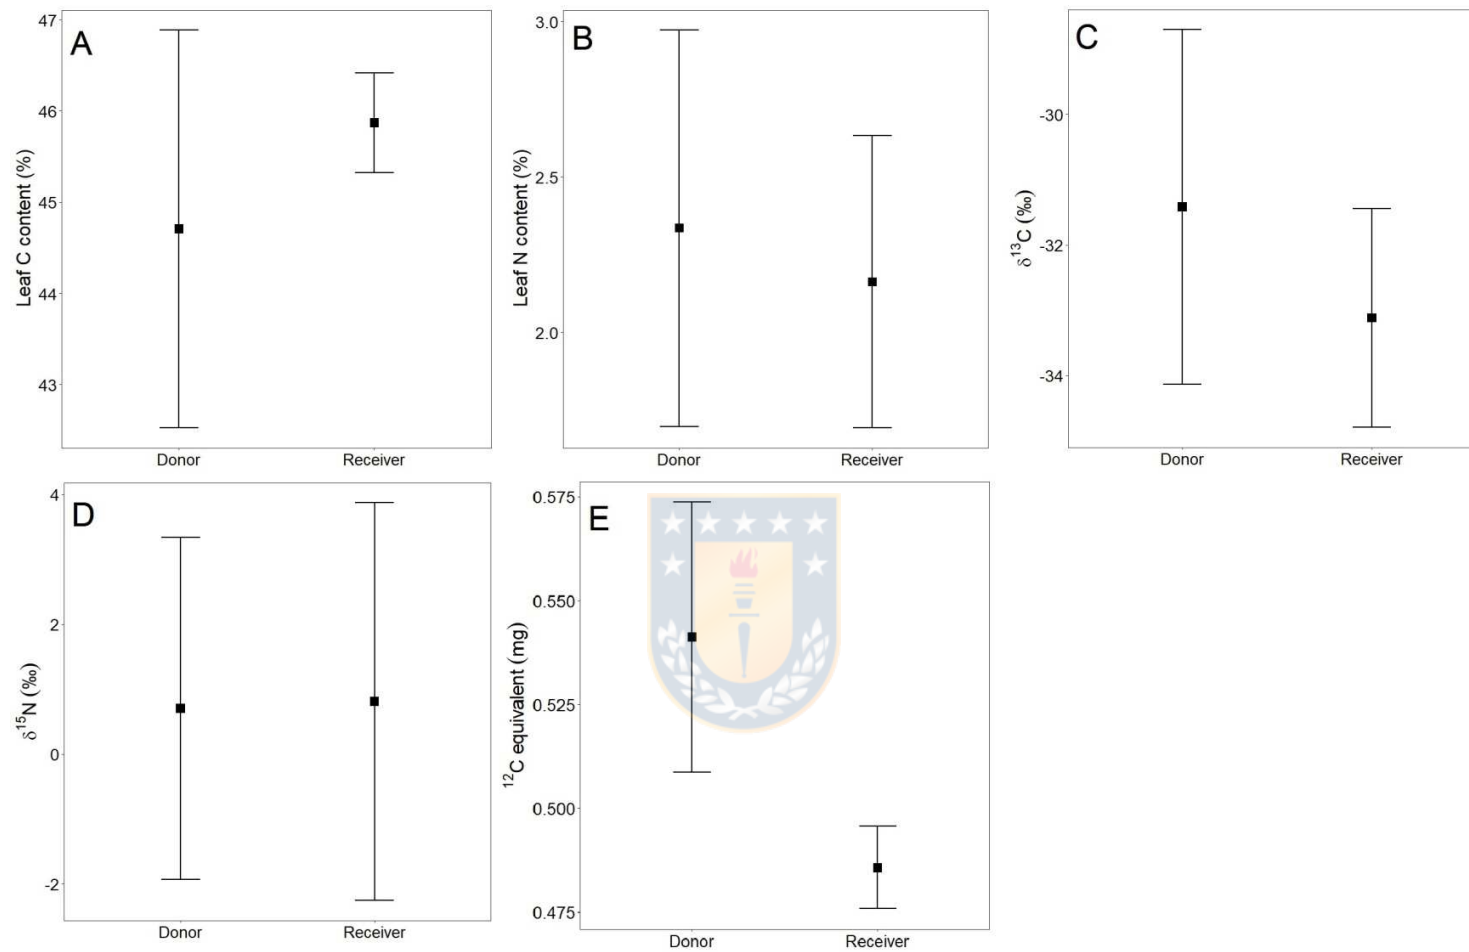 A
Leaf C content (%)
47
46
45
44
43
Donor Receiver
B
Leaf N content (%)
3.0
2.5
2.0
Donor Receiver
C
δ¹³C (‰)
-30
-32
-34
Donor Receiver
D
δ¹⁵N (‰)
4
2
0
-2
Donor Receiver
E
¹²C equivalent (mg)
0.575
0.550
0.525
0.500
0.475
Donor Receiver